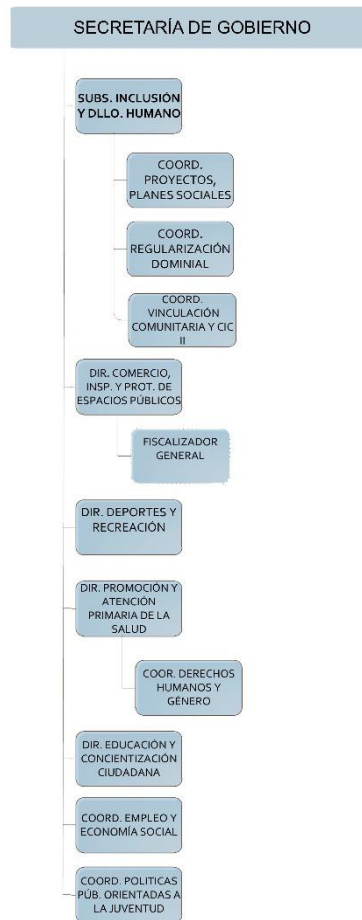 SECRETARÍA DE GOBIERNO
SUBS. INCLUSIÓN
Y DLLO. HUMANO
COORD.
PROYECTOS,
PLANES SOCIALES
COORD.
REGULARIZACIÓN
DOMINIAL
COORD.
VINCULACIÓN
COMUNITARIA Y CIC
II
DIR. COMERCIO,
INSP. Y PROT. DE
ESPACIOS PÚBLICOS
FISCALIZADOR
GENERAL
DIR. DEPORTES Y
RECREACIÓN
DIR. PROMOCIÓN Y
ATENCIÓN
PRIMARIA DE LA
SALUD
COOR. DERECHOS
HUMANOS Y
GÉNERO
DIR. EDUCACIÓN Y
CONCIENTIZACIÓN
CIUDADANA
COORD. EMPLEO Y
ECONOMÍA SOCIAL
COORD. POLITICAS
PÚB. ORIENTADAS A
LA JUVENTUD